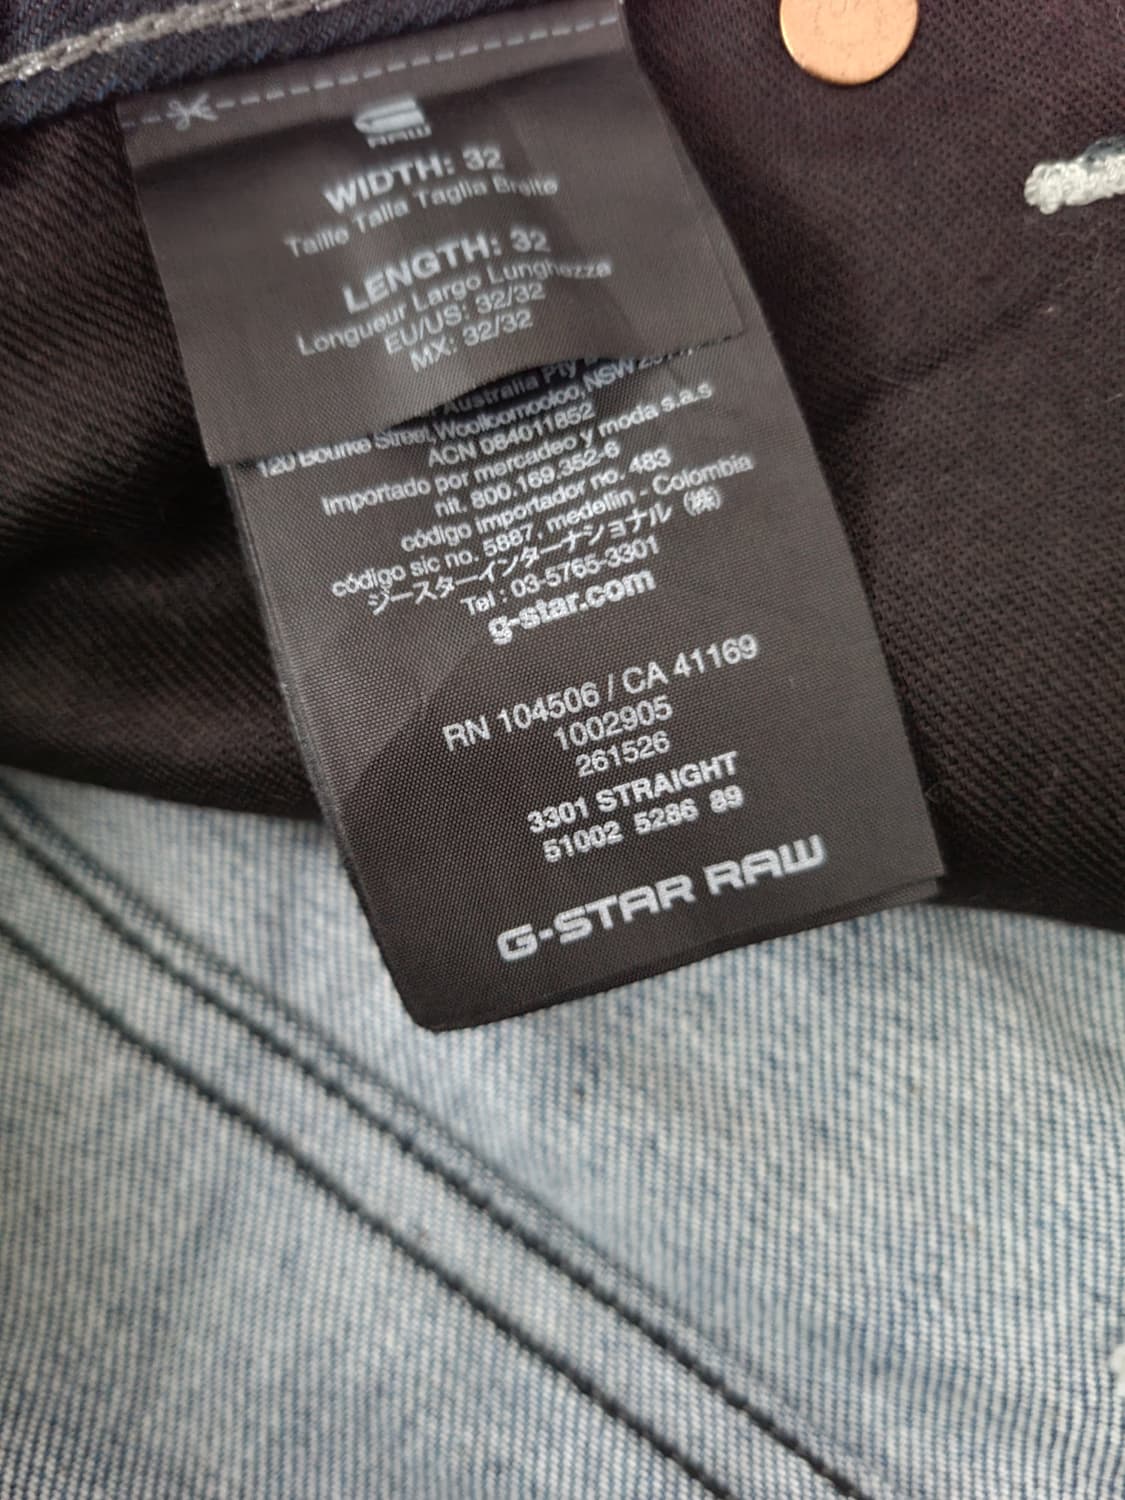 RAW
WIDTH: 32
Taille Talla Taglia Breite
LENGTH: 32
Longueur Largo Lunghezza
EU/US: 32/32
MX: 32/32
Australia Pty
120 Bourke Street, Woolloomooloo, NSW
ACN 084011852
Importado por mercadeo y moda s.a.s
nit. 800.169.352-6
código importador no. 483
código sic no. 5887, medellin - Colombia
ジースターインターナショナル（株）
Tel : 03-5765-3301
g-star.com
RN 104506 / CA 41169
1002905
261526
3301 STRAIGHT
51002 5286 89
G-STAR RAW